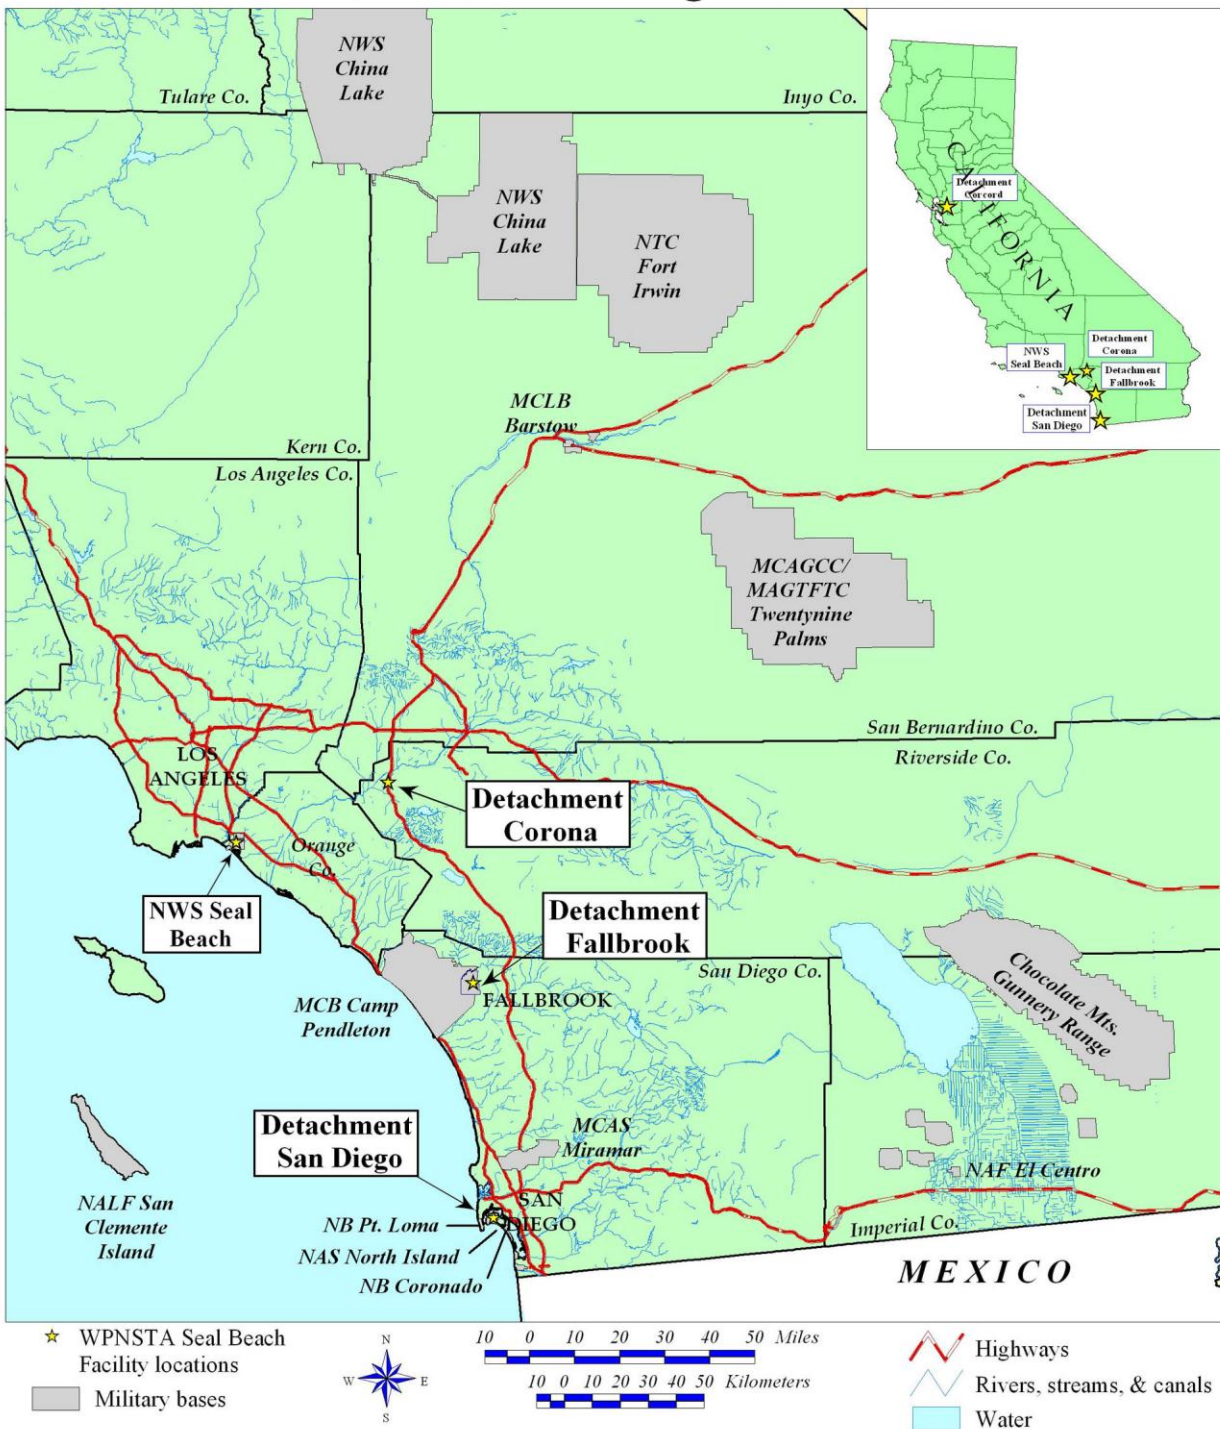 NWS
China
Lake
Tulare Co.
Inyo Co.
NWS
China
Lake
NTC
Fort
Irwin
CALIFORNIA
Detachment
Corcord
NWS
Seal Beach
Detachment
Corona
Detachment
Fallbrook
Detachment
San Diego
MCLB
Barstow
Kern Co.
Los Angeles Co.
MCAGCC/
MAGTFTC
Twentynine
Palms
San Bernardino Co.
Riverside Co.
LOS
ANGELES
Detachment
Corona
Orange
Co.
NWS Seal
Beach
Detachment
Fallbrook
San Diego Co.
FALLBROOK
MCB Camp
Pendleton
Chocolate Mts.
Gunnery Range
Detachment
San Diego
MCAS
Miramar
NAF El Centro
NALF San
Clemente
Island
SAN
DIEGO
NB Pt. Loma
NAS North Island
NB Coronado
Imperial Co.
MEXICO
WPNSTA Seal Beach
Facility locations
Military bases
N
W E
S
10 0 10 20 30 40 50 Miles
10 0 10 20 30 40 50 Kilometers
Highways
Rivers, streams, & canals
Water